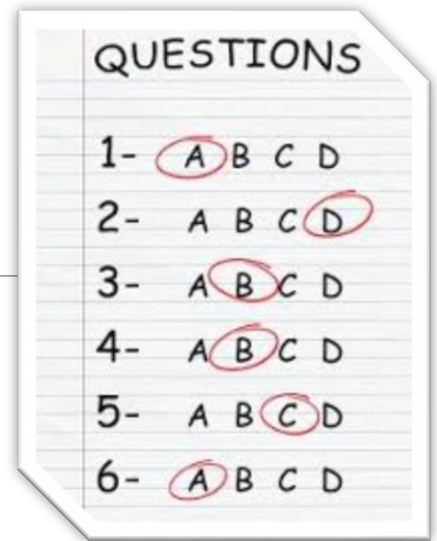 QUESTIONS
1- A B C D
2- A B C D
3- A B C D
4- A B C D
5- A B C D
6- A B C D